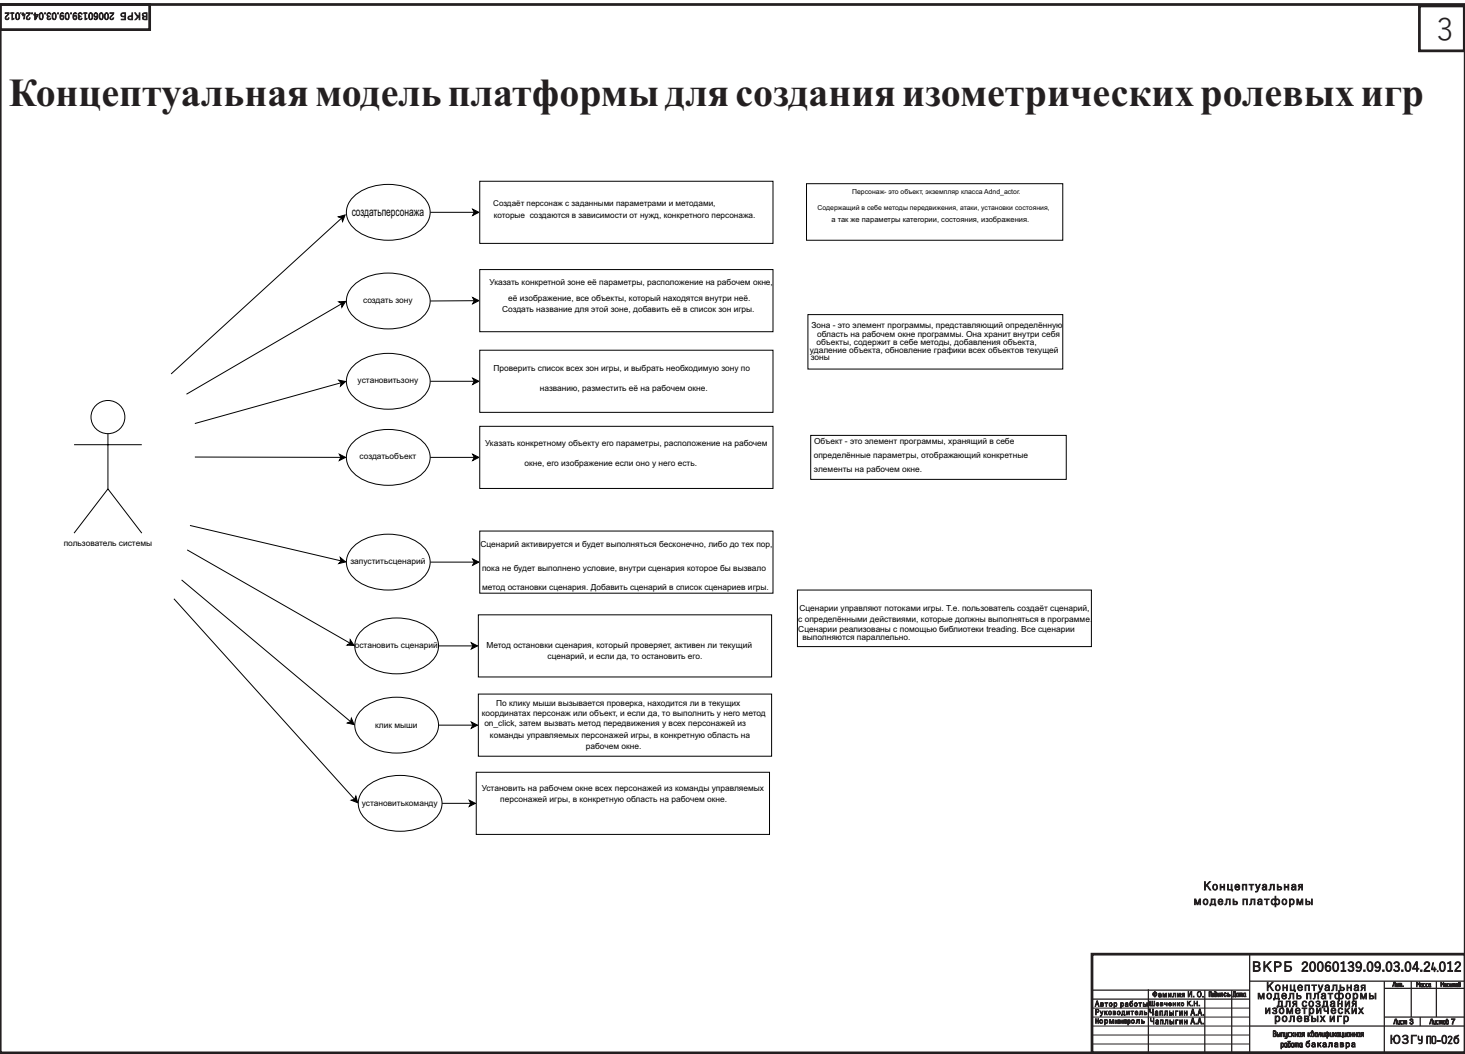 ВКРБ 20060139.09.03.04.24.012
3
Концептуальная модель платформы для создания изометрических ролевых игр
создатьперсонажа
Создаёт персонаж с заданными параметрами и методами,
которые создаются в зависимости от нужд, конкретного персонажа.
Персонаж- это объект, экземпляр класса Adnd_actor.
Содержащий в себе методы передвижения, атаки, установки состояния,
а так же параметры категории, состояния, изображения.
создать зону
Указать конкретной зоне её параметры, расположение на рабочем окне,
её изображение, все объекты, который находятся внутри неё.
Создать название для этой зоне, добавить её в список зон игры.
Зона - это элемент программы, представляющий определённую
область на рабочем окне программы. Она хранит внутри себя
объекты, содержит в себе методы, добавления объекта,
удаление объекта, обновление графики всех объектов текущей
зоны
установитьзону
Проверить список всех зон игры, и выбрать необходимую зону по
названию, разместить её на рабочем окне.
создатьобъект
Указать конкретному объекту его параметры, расположение на рабочем
окне, его изображение если оно у него есть.
Объект - это элемент программы, хранящий в себе
определённые параметры, отображающий конкретные
элементы на рабочем окне.
пользователь системы
запуститьсценарий
Сценарий активируется и будет выполняться бесконечно, либо до тех пор,
пока не будет выполнено условие, внутри сценария которое бы вызвало
метод остановки сценария. Добавить сценарий в список сценариев игры.
Сценарии управляют потоками игры. Т.е. пользователь создаёт сценарий,
с определёнными действиями, которые должны выполняться в программе.
Сценарии реализованы с помощью библиотеки treading. Все сценарии
выполняются параллельно.
остановить сценарий
Метод остановки сценария, который проверяет, активен ли текущий
сценарий, и если да, то остановить его.
клик мыши
По клику мыши вызывается проверка, находится ли в текущих
координатах персонаж или объект, и если да, то выполнить у него метод
on_click, затем вызвать метод передвижения у всех персонажей из
команды управляемых персонажей игры, в конкретную область на
рабочем окне.
установитькоманду
Установить на рабочем окне всех персонажей из команды управляемых
персонажей игры, в конкретную область на рабочем окне.
Концептуальная
модель платформы
ВКРБ 20060139.09.03.04.24.012
Фамилия И. О. Подпись Дата
Автор работы Шевченко К.Н.
Руководитель Чаплыгин А.А.
Нормоконтроль Чаплыгин А.А.
Концептуальная
модель платформы
для создания
изометрических
ролевых игр
Лит. Масса Масштаб
Лист 3 Листов 7
Выпускная квалификационная
работа бакалавра
ЮЗГУ ПО-02б